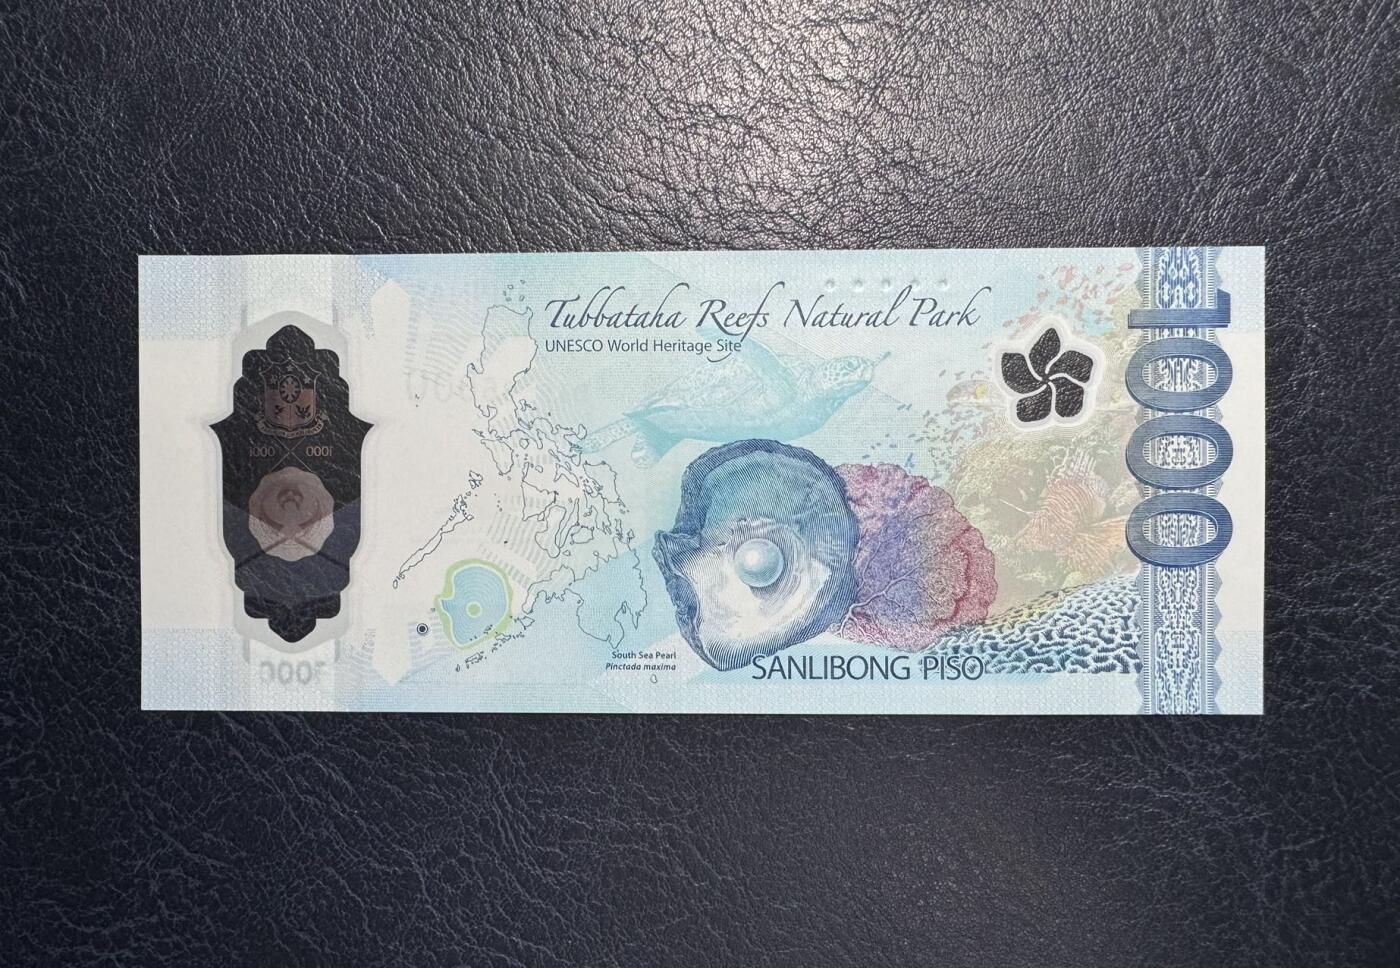 Tubbataha Reefs Natural Park
UNESCO World Heritage Site
1000 1000
1000
South Sea Pearl
Pinctada maxima
SANLIBONG PISO
1000